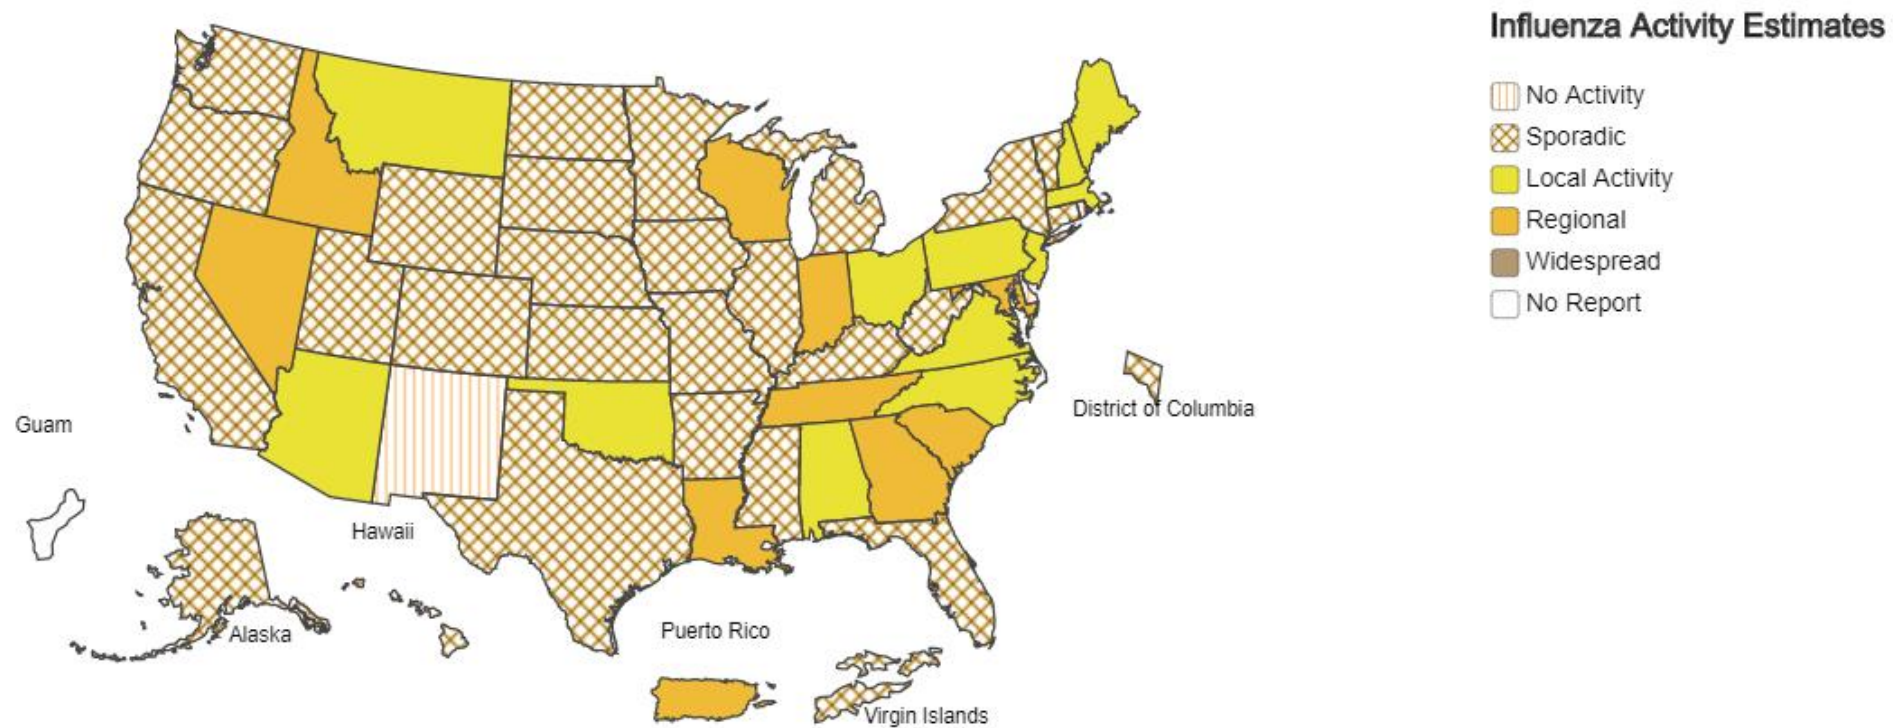 Influenza Activity Estimates
No Activity
Sporadic
Local Activity
Regional
Widespread
No Report
District of Columbia
Guam
Hawaii
Alaska
Puerto Rico
Virgin Islands